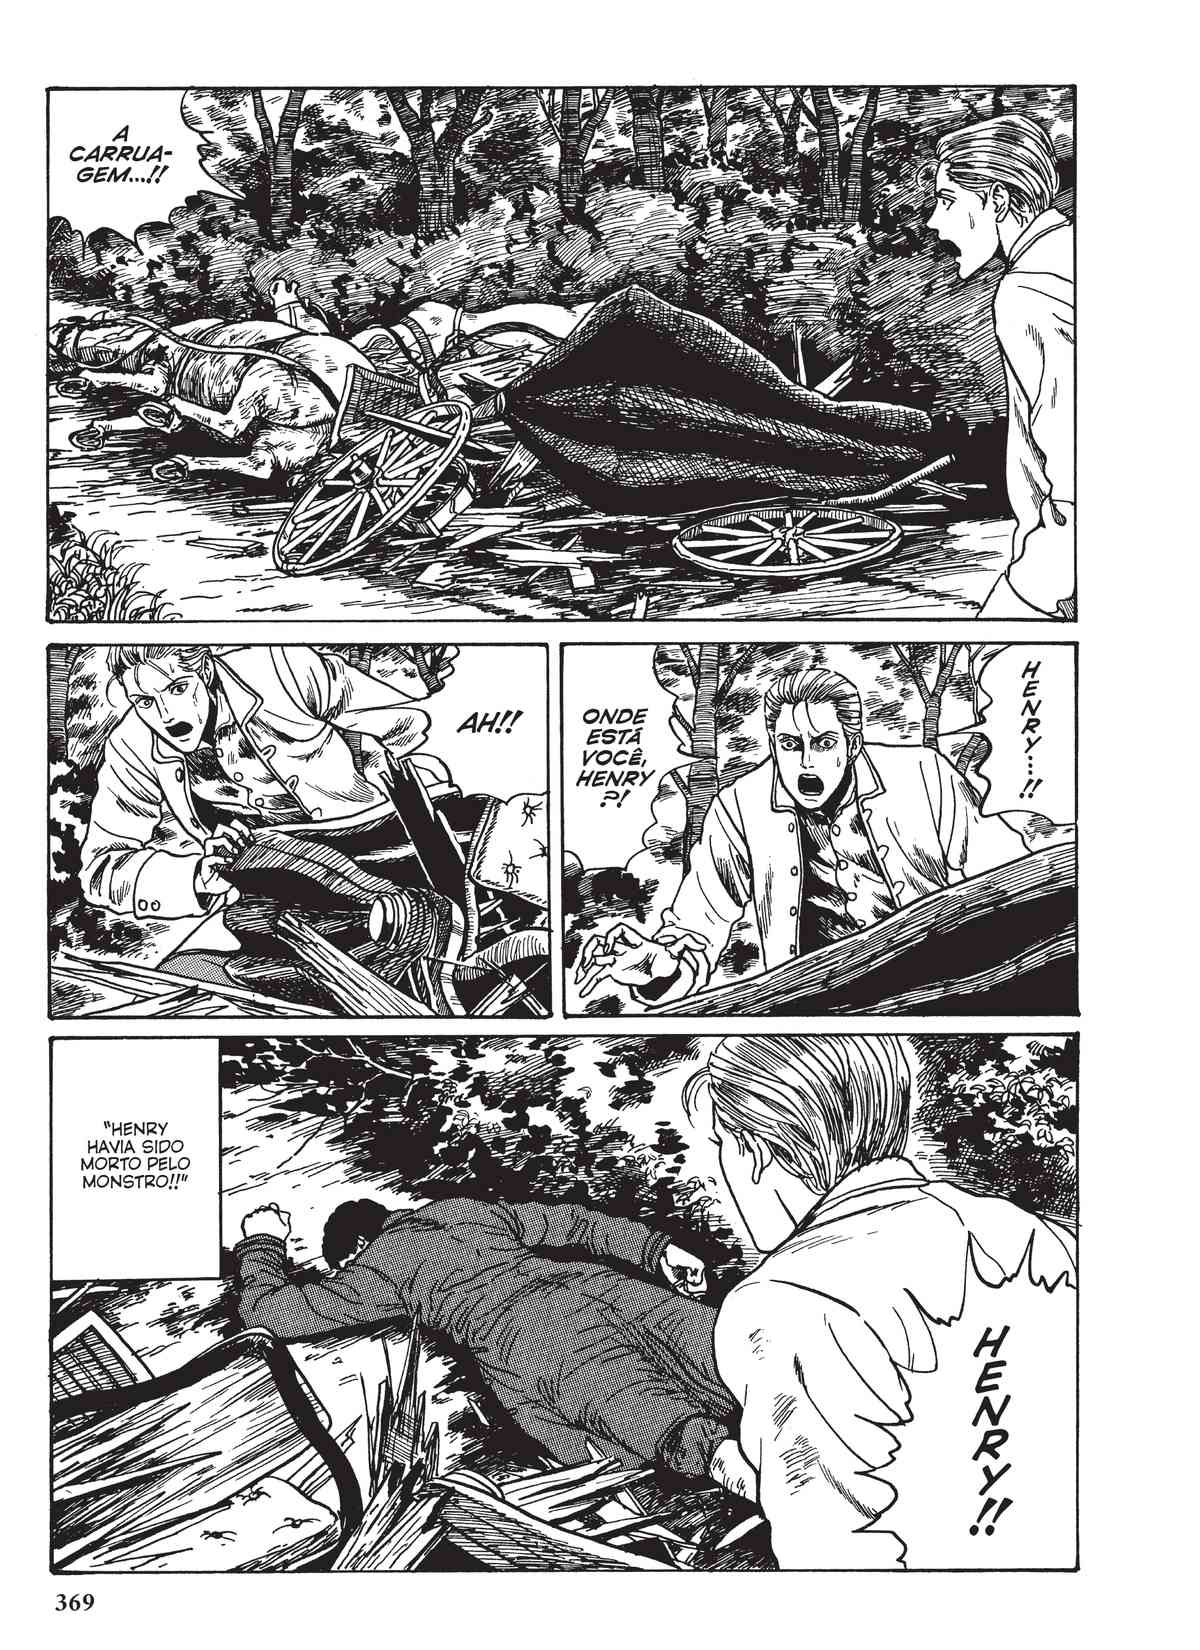 A
CARRUA-
GEM...!!
AH!!
ONDE
ESTÁ
VOCÊ,
HENRY
?!
HENRY...!!
"HENRY
HAVIA SIDO
MORTO PELO
MONSTRO!!"
HENRY!!
369